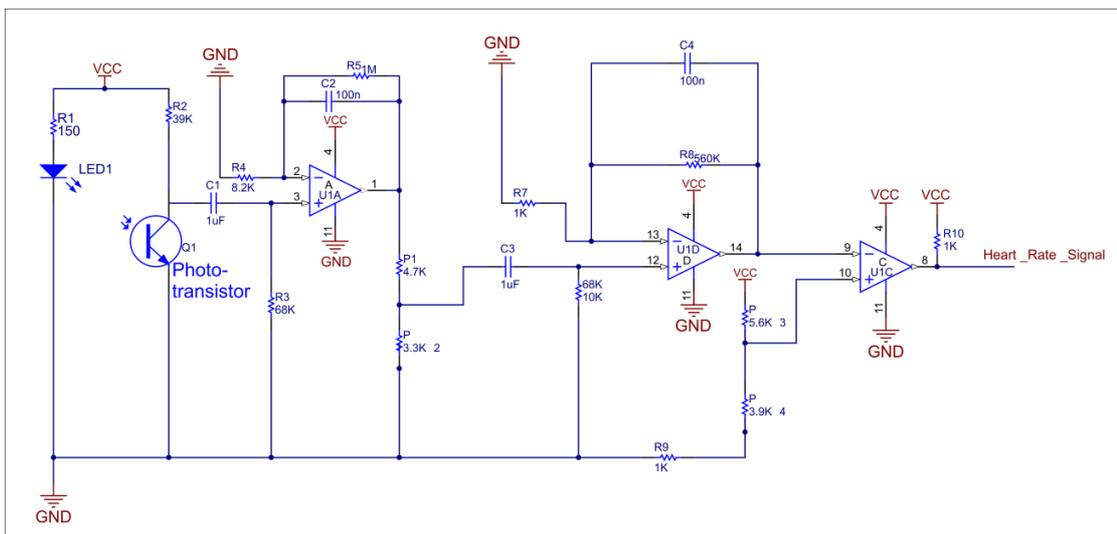 VCC
R1
150
LED1
R2
39K
Q1
Photo-
transistor
C1
1uF
GND
R4
8.2K
R5 1M
C2
100n
VCC
4
2
3
A
U1A
1
11
GND
R3
68K
P1
4.7K
P
3.3K 2
C3
1uF
GND
R7
1K
C4
100n
R8 560K
VCC
4
13
12
U1D
D
14
11
GND
68K
10K
VCC
P
5.6K 3
P
3.9K 4
R9
1K
VCC
4
9
10
C
U1C
8
11
GND
VCC
R10
1K
Heart _Rate _Signal
GND